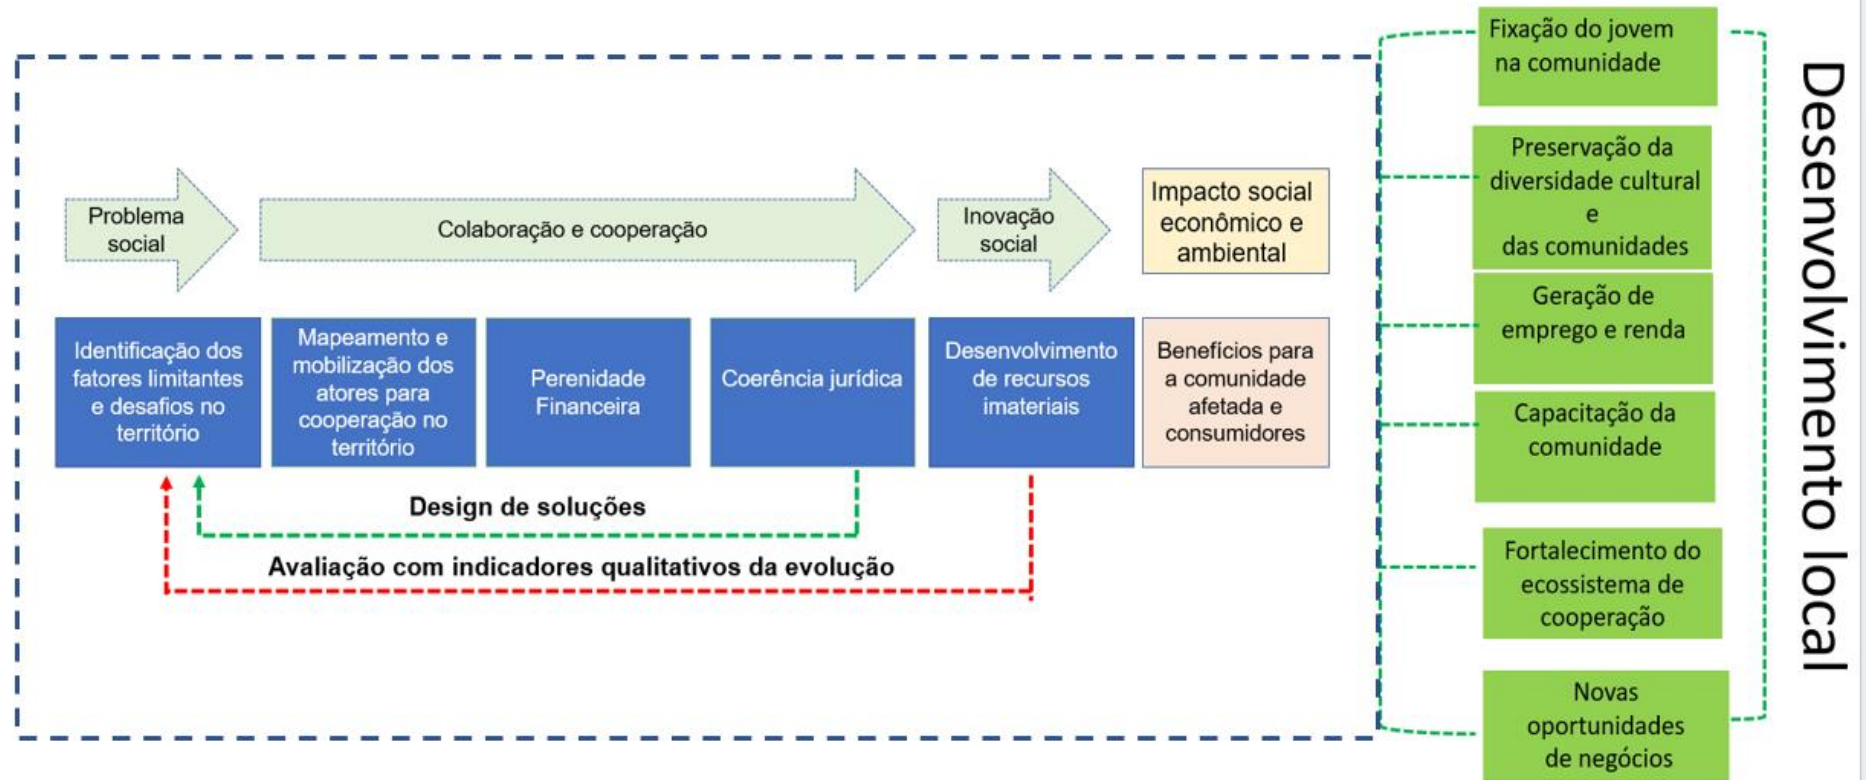 Problema
social
Colaboração e cooperação
Inovação
social
Impacto social
econômico e
ambiental
Identificação dos
fatores limitantes
e desafios no
território
Mapeamento e
mobilização dos
atores para
cooperação no
território
Perenidade
Financeira
Coerência jurídica
Desenvolvimento
de recursos
imateriais
Benefícios para
a comunidade
afetada e
consumidores
Design de soluções
Avaliação com indicadores qualitativos da evolução
Fixação do jovem
na comunidade
Preservação da
diversidade cultural
e
das comunidades
Geração de
emprego e renda
Capacitação da
comunidade
Fortalecimento do
ecossistema de
cooperação
Novas
oportunidades
de negócios
Desenvolvimento local